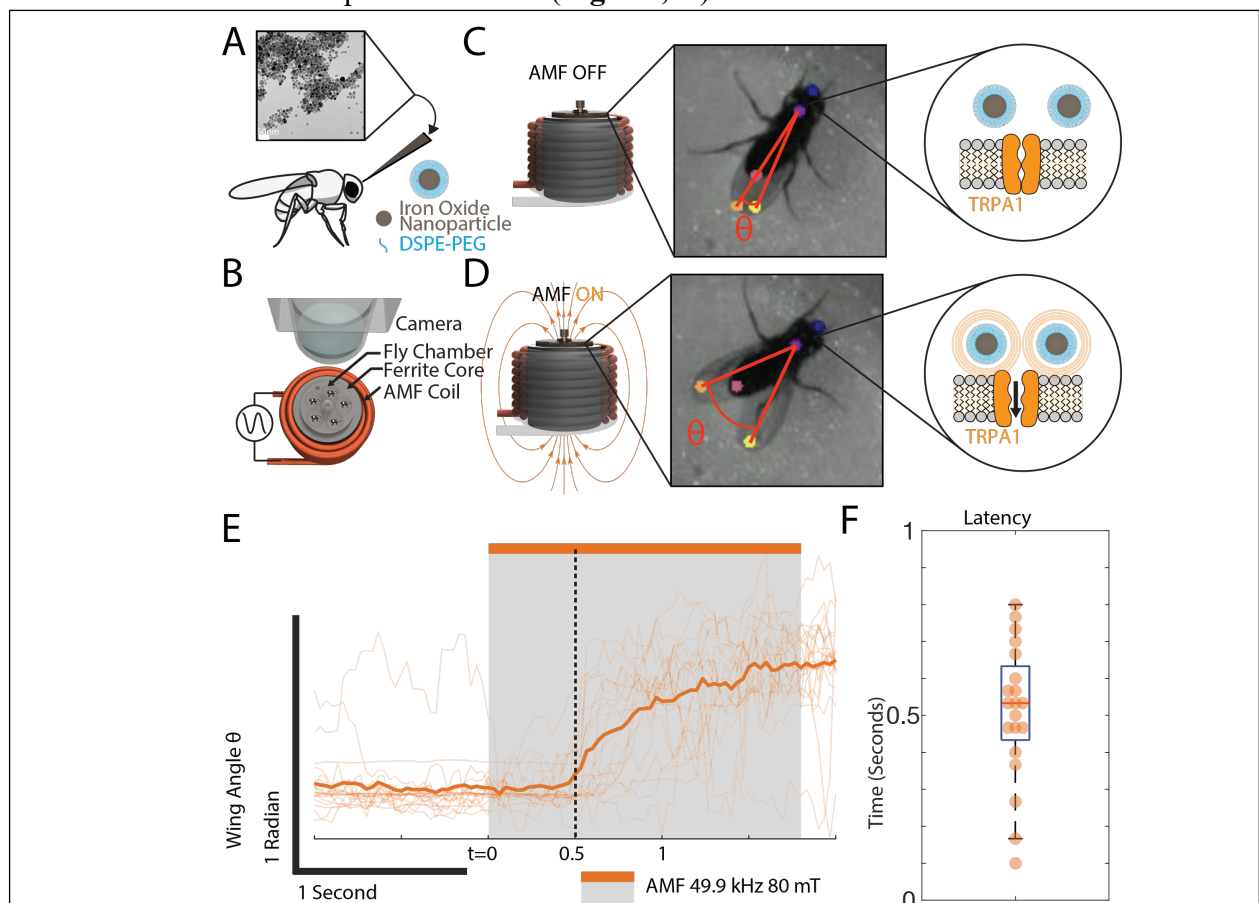 A
Iron Oxide
Nanoparticle
DSPE-PEG
B
Camera
Fly Chamber
Ferrite Core
AMF Coil
C
AMF OFF
θ
TRPA1
D
AMF ON
θ
TRPA1
E
Wing Angle θ
1 Radian
1 Second
t=0
0.5
1
AMF 49.9 kHz 80 mT
F
Latency
1
0.5
0
Time (Seconds)